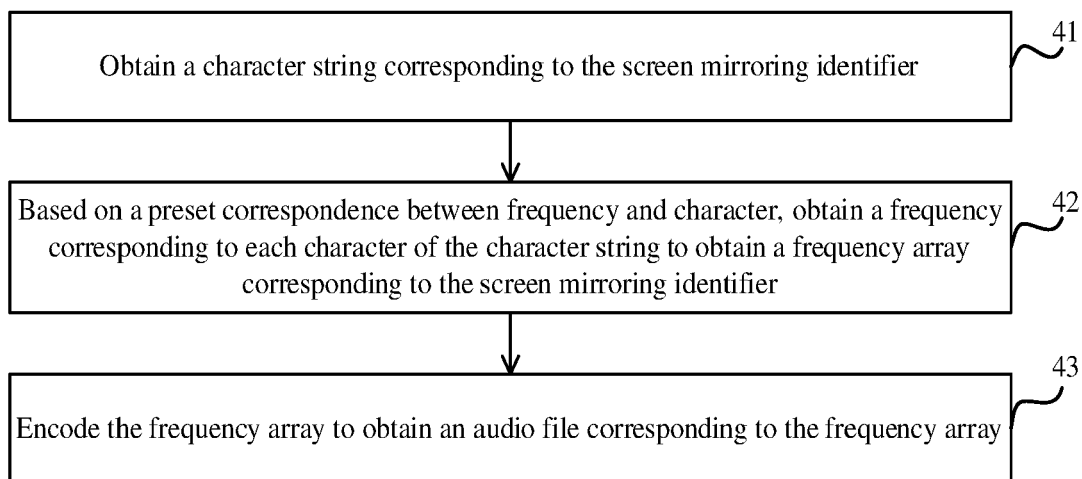 41
Obtain a character string corresponding to the screen mirroring identifier
42
Based on a preset correspondence between frequency and character, obtain a frequency
corresponding to each character of the character string to obtain a frequency array
corresponding to the screen mirroring identifier
43
Encode the frequency array to obtain an audio file corresponding to the frequency array